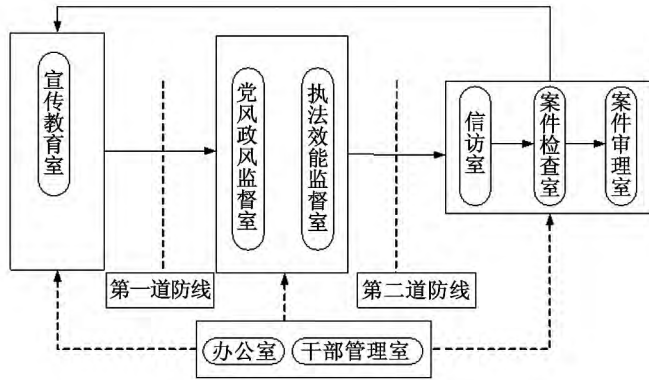 宣传教育室
党风政风监督室
执法效能监督室
信访室
案件检查室
案件审理室
第一道防线
第二道防线
办公室
干部管理室